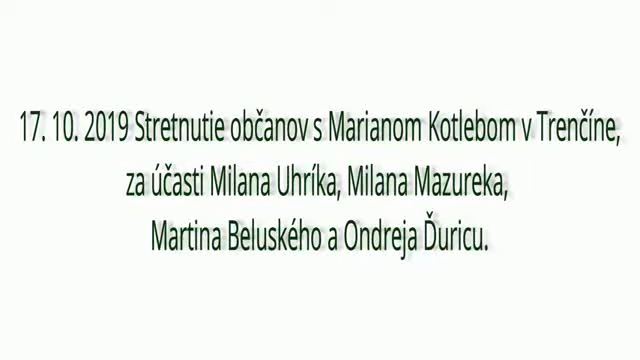 17. 10. 2019 Stretnutie občanov s Marianom Kotlebom v Trenčíne,
za účasti Milana Uhríka, Milana Mazureka,
Martina Beluského a Ondreja Ďuricu.